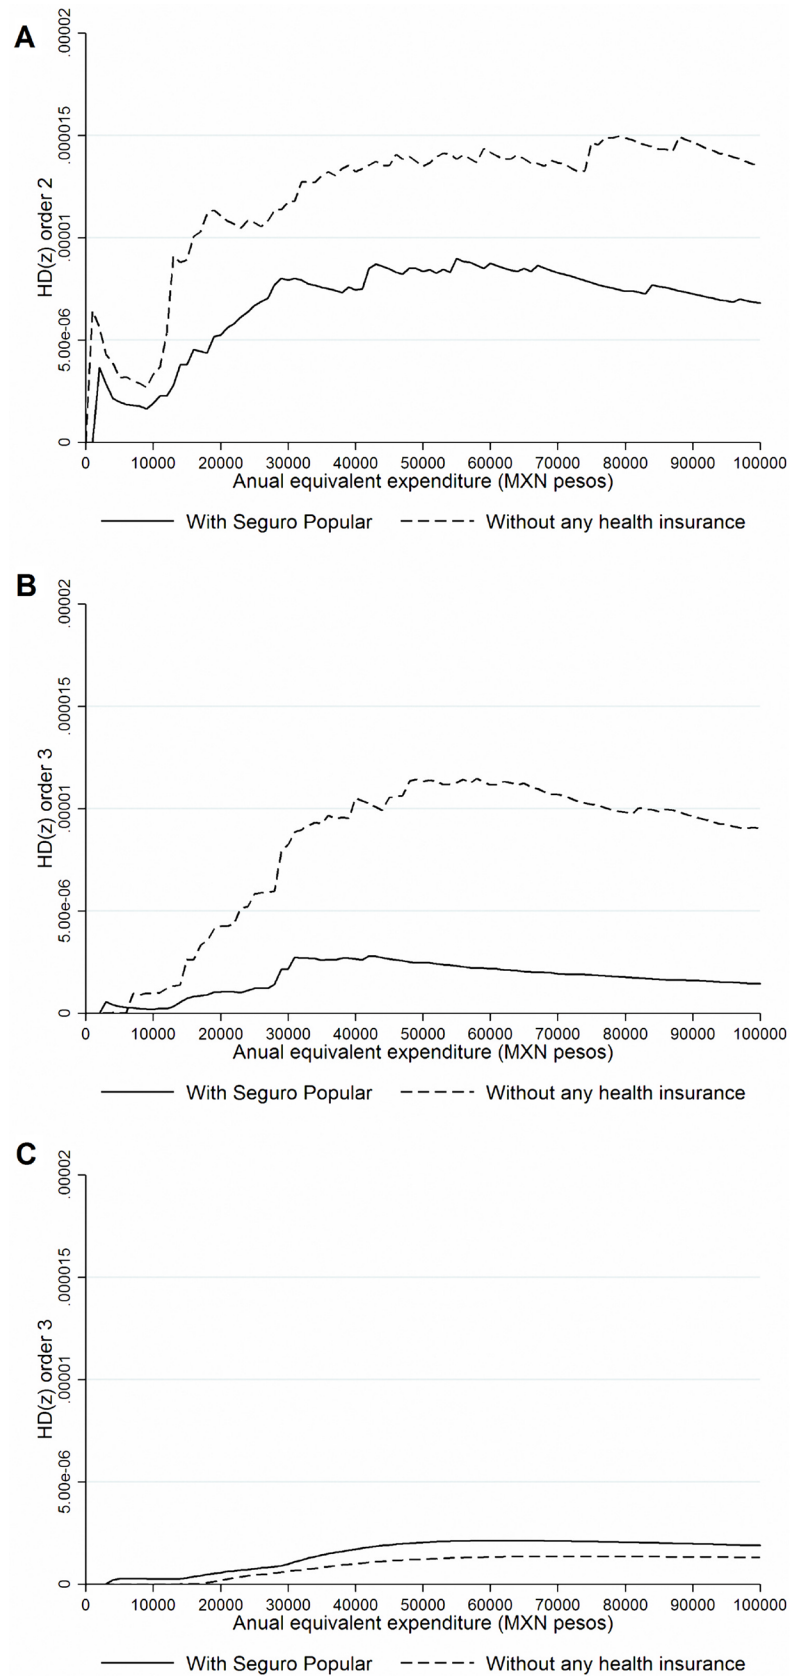 A
.00002
.000015
.00001
5.00e-06
0
HD(z) order 2
0 10000 20000 30000 40000 50000 60000 70000 80000 90000 100000
Anual equivalent expenditure (MXN pesos)
With Seguro Popular Without any health insurance
B
.00002
.000015
.00001
5.00e-06
0
HD(z) order 3
0 10000 20000 30000 40000 50000 60000 70000 80000 90000 100000
Anual equivalent expenditure (MXN pesos)
With Seguro Popular Without any health insurance
C
.00002
.000015
.00001
5.00e-06
0
HD(z) order 3
0 10000 20000 30000 40000 50000 60000 70000 80000 90000 100000
Anual equivalent expenditure (MXN pesos)
With Seguro Popular Without any health insurance